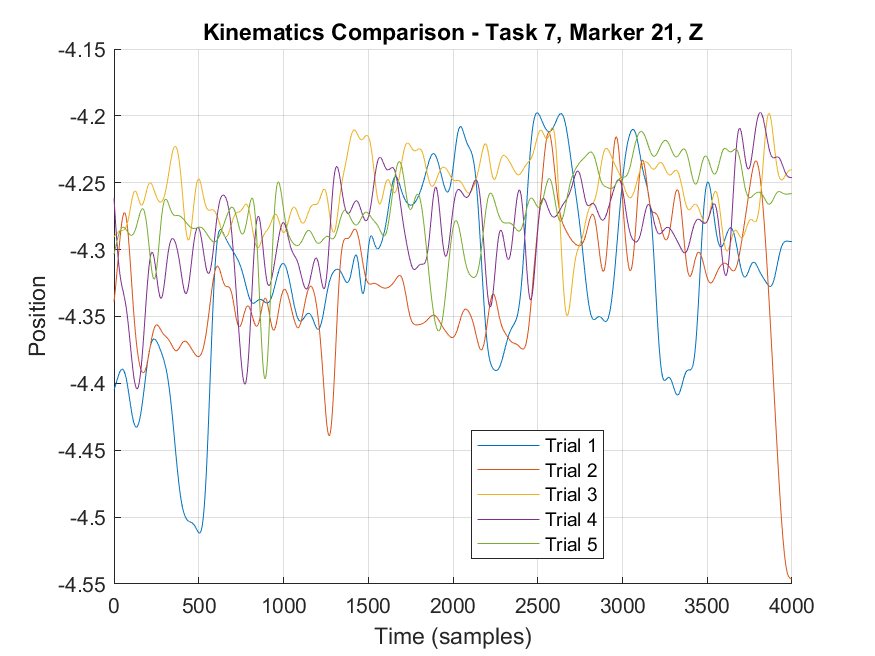 Kinematics Comparison - Task 7, Marker 21, Z
-4.15
-4.2
-4.25
-4.3
-4.35
-4.4
-4.45
-4.5
-4.55
Position
Trial 1
Trial 2
Trial 3
Trial 4
Trial 5
0 500 1000 1500 2000 2500 3000 3500 4000
Time (samples)